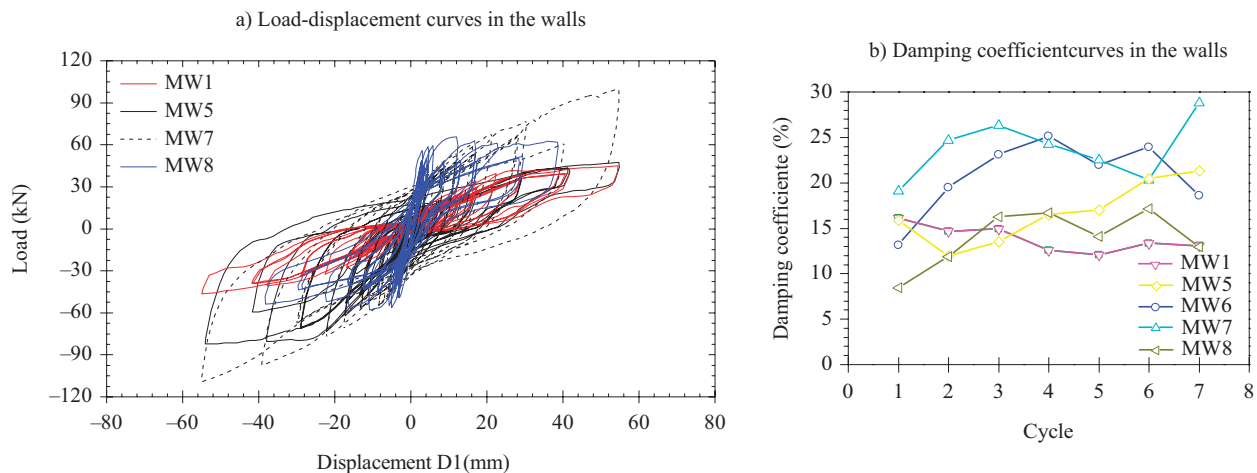 a) Load-displacement curves in the walls
120
90
60
30
0
–30
–60
–90
–120
Load (kN)
MW1
MW5
MW7
MW8
–80
–60
–40
–20
0
20
40
60
80
Displacement D1(mm)
b) Damping coefficientcurves in the walls
30
25
20
15
10
5
0
Damping coefficiente (%)
MW1
MW5
MW6
MW7
MW8
0
1
2
3
4
5
6
7
8
Cycle